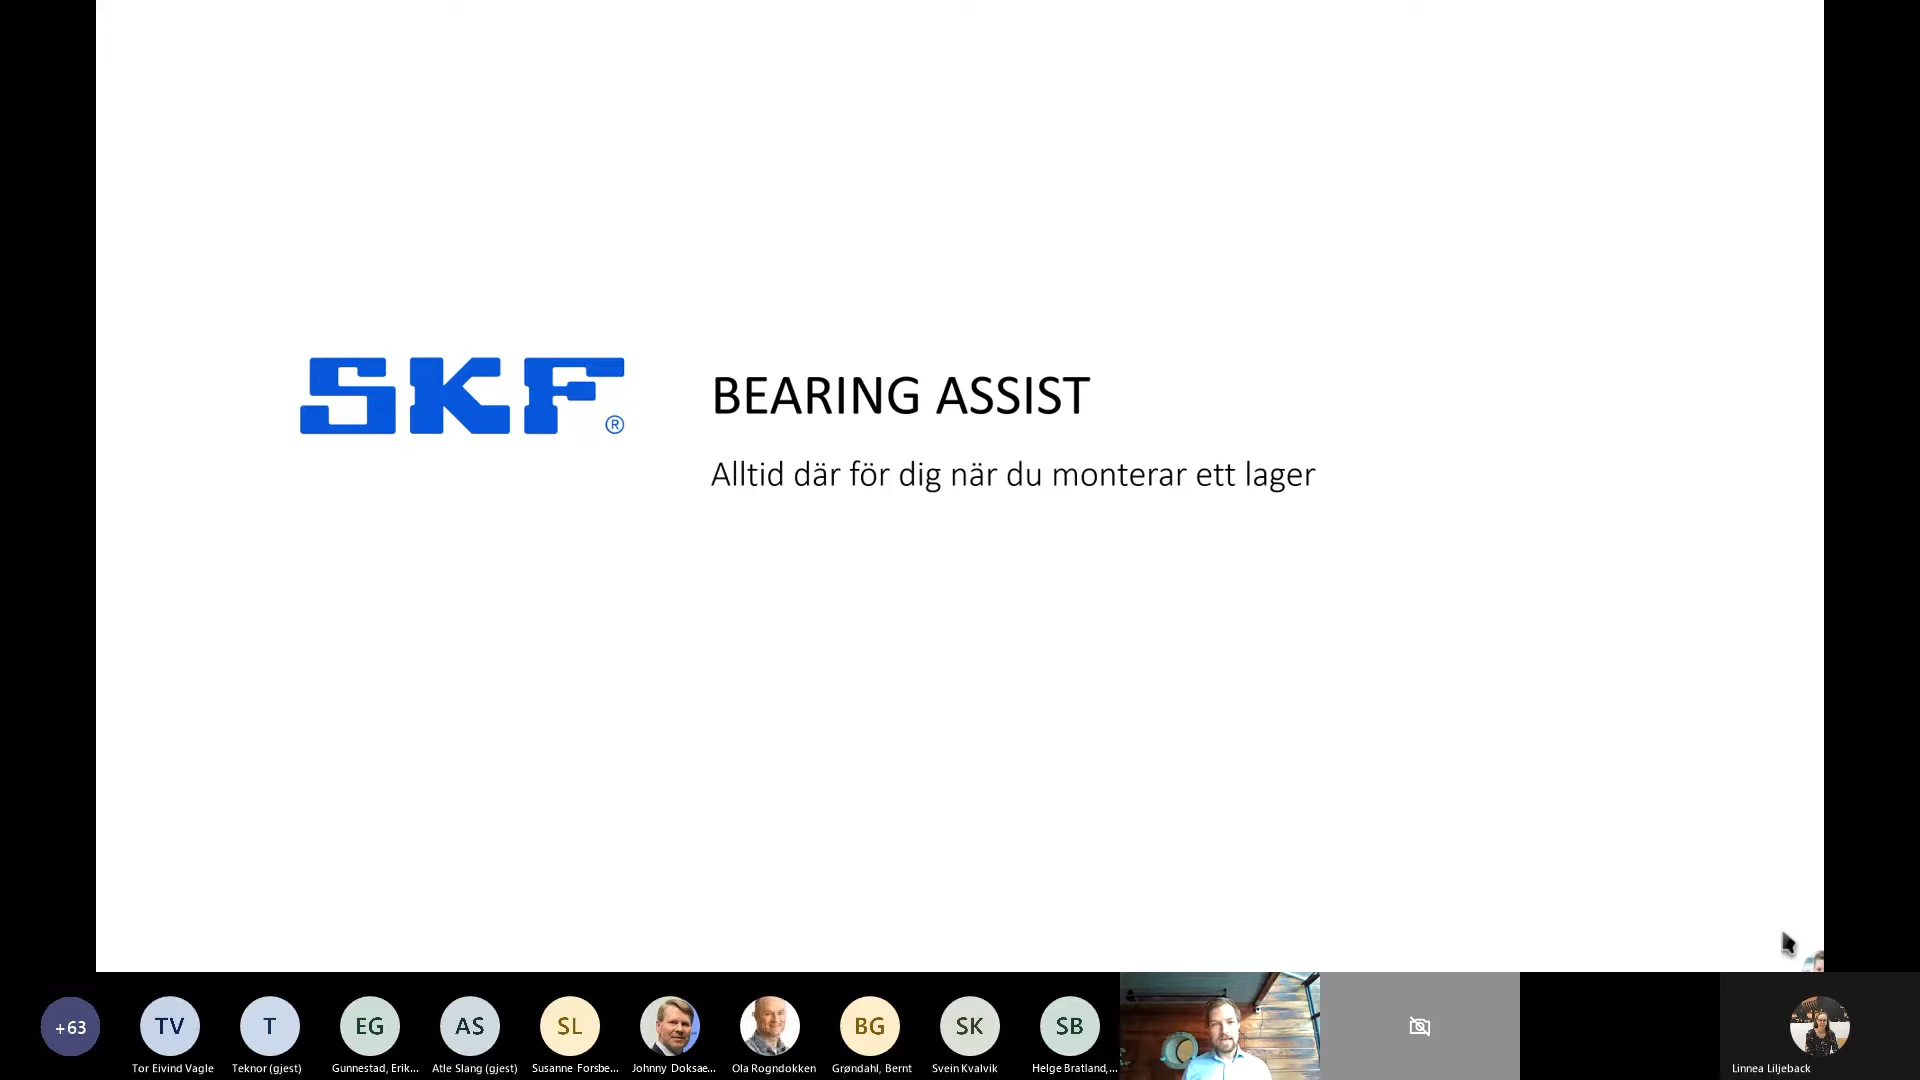 SKF®
BEARING ASSIST
Alltid där för dig när du monterar ett lager
+63
TV
T
EG
AS
SL
BG
SK
SB
Tor Eivind Vagle
Teknor (gjest)
Gunnestad, Erik...
Atle Slang (gjest)
Susanne Forsbe...
Johnny Doksae...
Ola Rogndokken
Grøndahl, Bernt
Svein Kvalvik
Helge Bratland,...
Linnea Liljeback